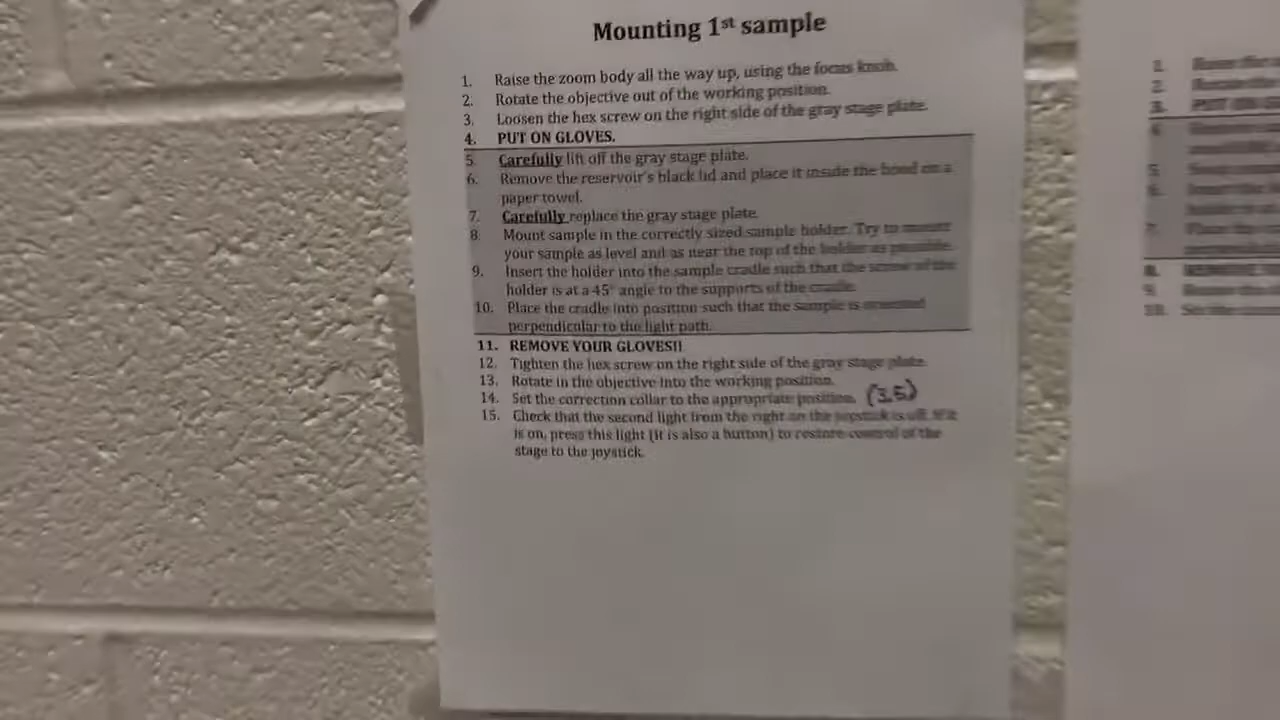 Mounting 1st sample
1. Raise the zoom body all the way up, using the focus knob.
2. Rotate the objective out of the working position.
3. Loosen the hex screw on the right side of the gray stage plate.
4. PUT ON GLOVES.
5. Carefully lift off the gray stage plate.
6. Remove the reservoir's black lid and place it inside the hood on a
paper towel.
7. Carefully replace the gray stage plate.
8. Mount sample in the correctly sized sample holder. Try to mount
your sample as level and as near the top of the holder as possible.
9. Insert the holder into the sample cradle such that the screw of the
holder is at a 45° angle to the supports of the cradle.
10. Place the cradle into position such that the sample is oriented
perpendicular to the light path.
11. REMOVE YOUR GLOVES!!
12. Tighten the hex screw on the right side of the gray stage plate.
13. Rotate in the objective into the working position.
14. Set the correction collar to the appropriate position. (3.5)
15. Check that the second light from the right on the joystick is off. If it
is on, press this light (it is also a button) to restore control of the
stage to the joystick.
1.
2.
3. PUT ON
5.
6.
7.
8.
9.
10.